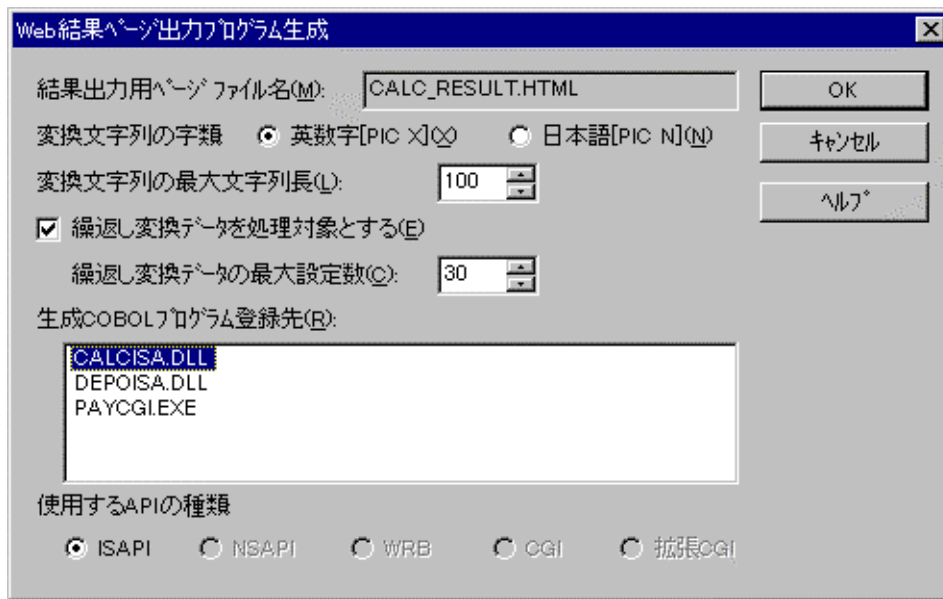 Web結果ページ出力プログラム生成
結果出力用ページファイル名(M): CALC_RESULT.HTML
OK
変換文字列の字類 英数字[PIC X](X) 日本語[PIC N](N)
キャンセル
変換文字列の最大文字列長(L): 100
ヘルプ
繰返し変換データを処理対象とする(E)
繰返し変換データの最大設定数(C): 30
生成COBOLプログラム登録先(R):
CALCISA.DLL
DEPOISA.DLL
PAYCGI.EXE
使用するAPIの種類
ISAPI NSAPI WRB CGI 拡張CGI